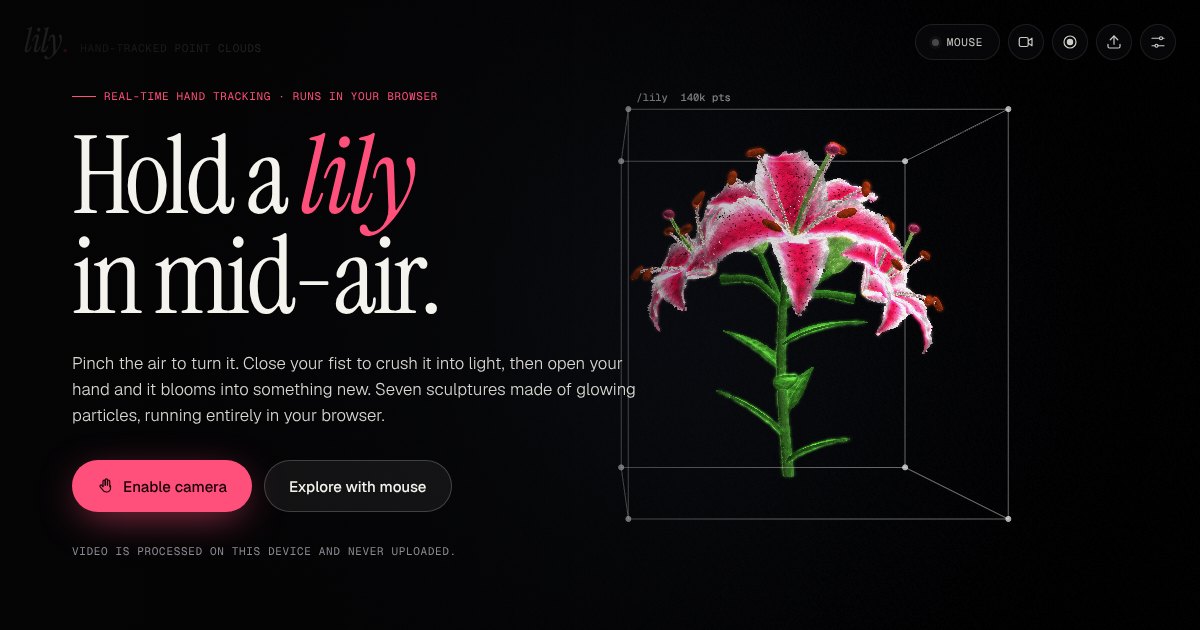 lily.
HAND-TRACKED POINT CLOUDS
MOUSE
REAL-TIME HAND TRACKING · RUNS IN YOUR BROWSER
/lily 140k pts
Hold a lily
in mid-air.
Pinch the air to turn it. Close your fist to crush it into light, then open your
hand and it blooms into something new. Seven sculptures made of glowing
particles, running entirely in your browser.
Enable camera
Explore with mouse
VIDEO IS PROCESSED ON THIS DEVICE AND NEVER UPLOADED.